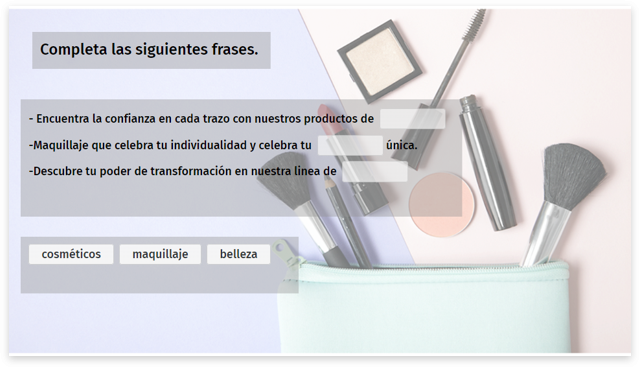 Completa las siguientes frases.
- Encuentra la confianza en cada trazo con nuestros productos de
-Maquillaje que celebra tu individualidad y celebra tu única.
-Descubre tu poder de transformación en nuestra linea de
cosméticos maquillaje belleza